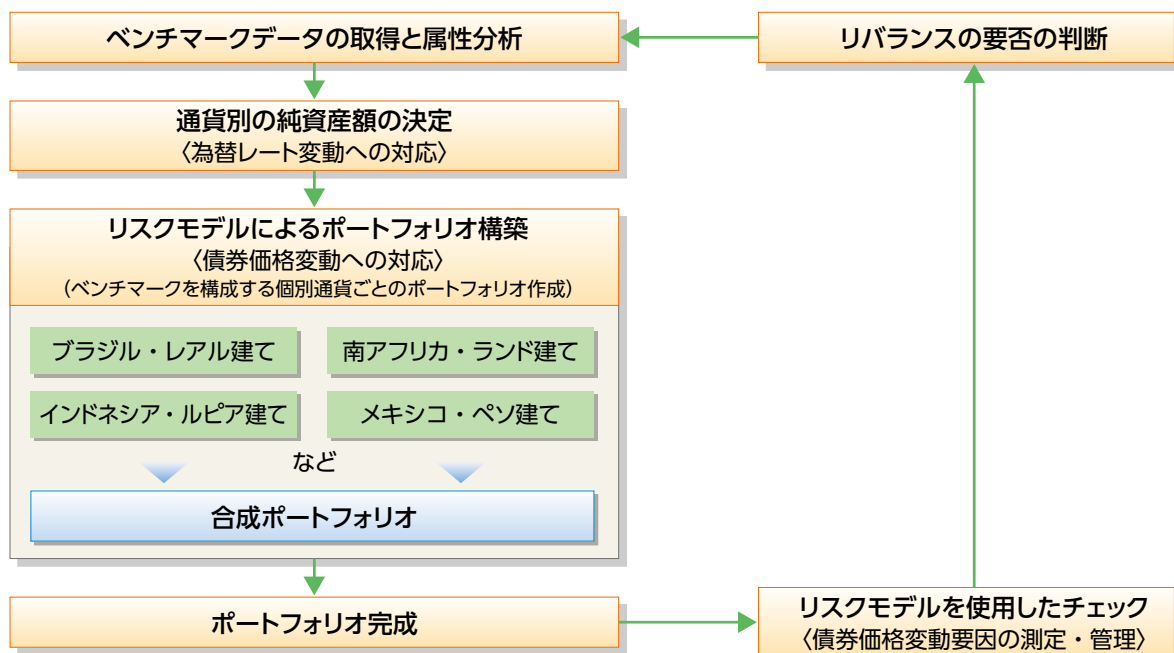 ベンチマークデータの取得と属性分析
リバランスの要否の判断
通貨別の純資産額の決定
〈為替レート変動への対応〉
リスクモデルによるポートフォリオ構築
〈債券価格変動への対応〉
（ベンチマークを構成する個別通貨ごとのポートフォリオ作成）
ブラジル・レアル建て
南アフリカ・ランド建て
インドネシア・ルピア建て
メキシコ・ペソ建て
など
合成ポートフォリオ
ポートフォリオ完成
リスクモデルを使用したチェック
〈債券価格変動要因の測定・管理〉